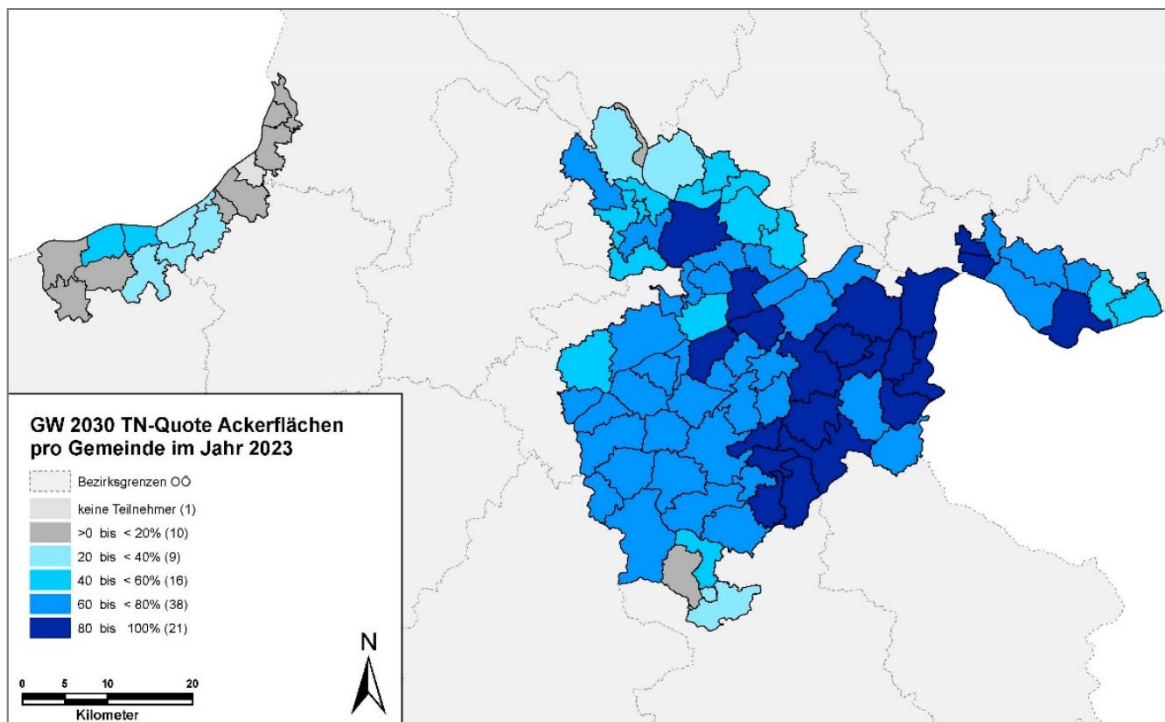 GW 2030 TN-Quote Ackerflächen
pro Gemeinde im Jahr 2023
Bezirksgrenzen OÖ
keine Teilnehmer (1)
>0 bis < 20% (10)
20 bis < 40% (9)
40 bis < 60% (16)
60 bis < 80% (38)
80 bis 100% (21)
N
0 5 10 20
Kilometer